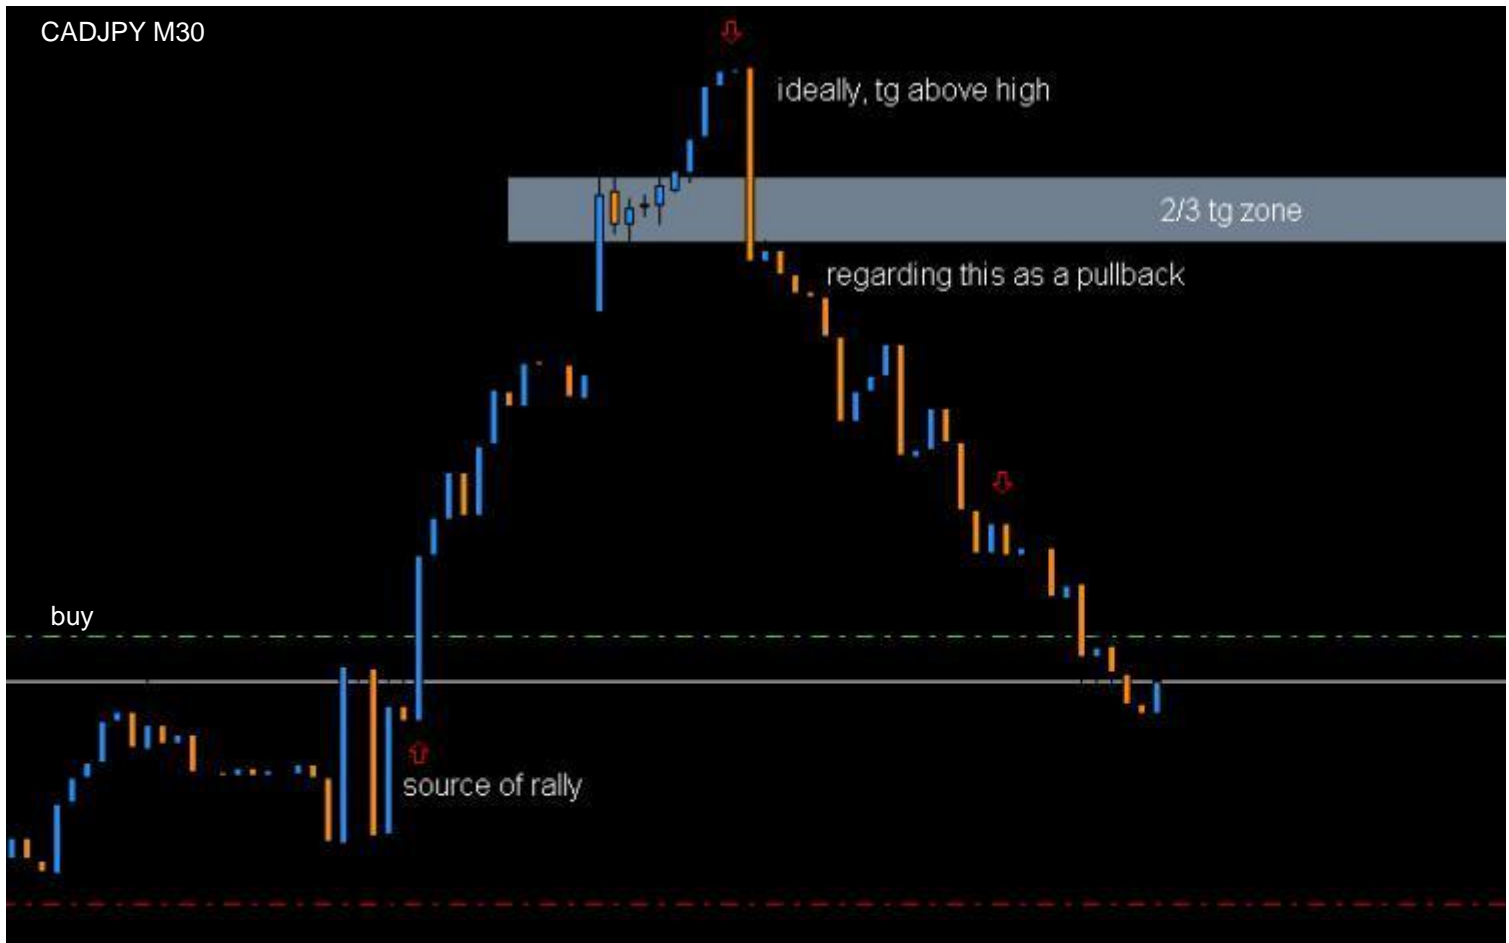 CADJPY M30
ideally, tg above high
2/3 tg zone
regarding this as a pullback
buy
source of rally